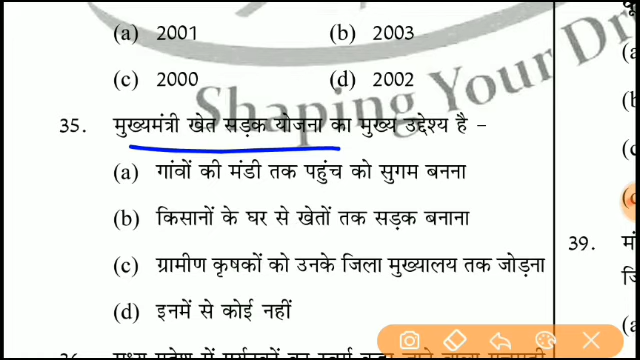 (a) 2001 (b) 2003
(c) 2000 (d) 2002
Shaping Your Dr
35. मुख्यमंत्री खेत सड़क योजना का मुख्य उद्देश्य है –
(a) गांवों की मंडी तक पहुंच को सुगम बनना
(b) किसानों के घर से खेतों तक सड़क बनाना
(c) ग्रामीण कृषकों को उनके जिला मुख्यालय तक जोड़ना
(d) इनमें से कोई नहीं
39.